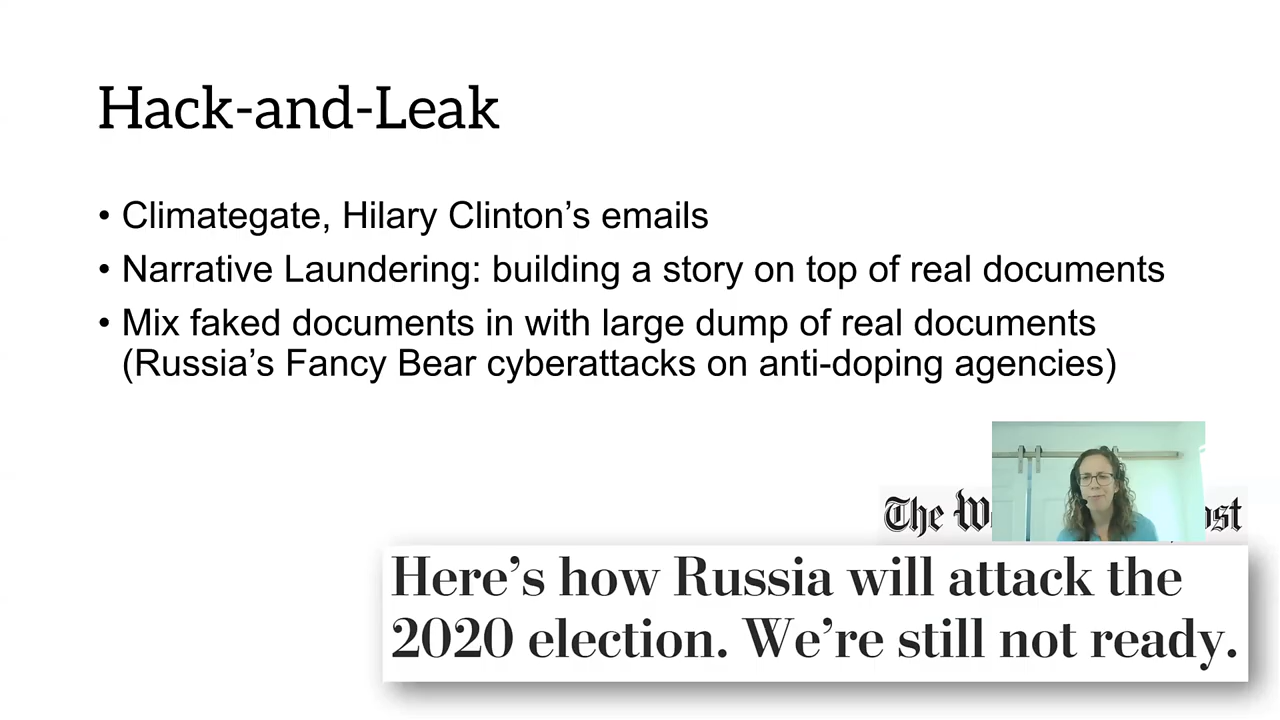 Hack-and-Leak
• Climategate, Hilary Clinton’s emails
• Narrative Laundering: building a story on top of real documents
• Mix faked documents in with large dump of real documents
(Russia’s Fancy Bear cyberattacks on anti-doping agencies)
The
Here’s how Russia will attack the
2020 election. We’re still not ready.